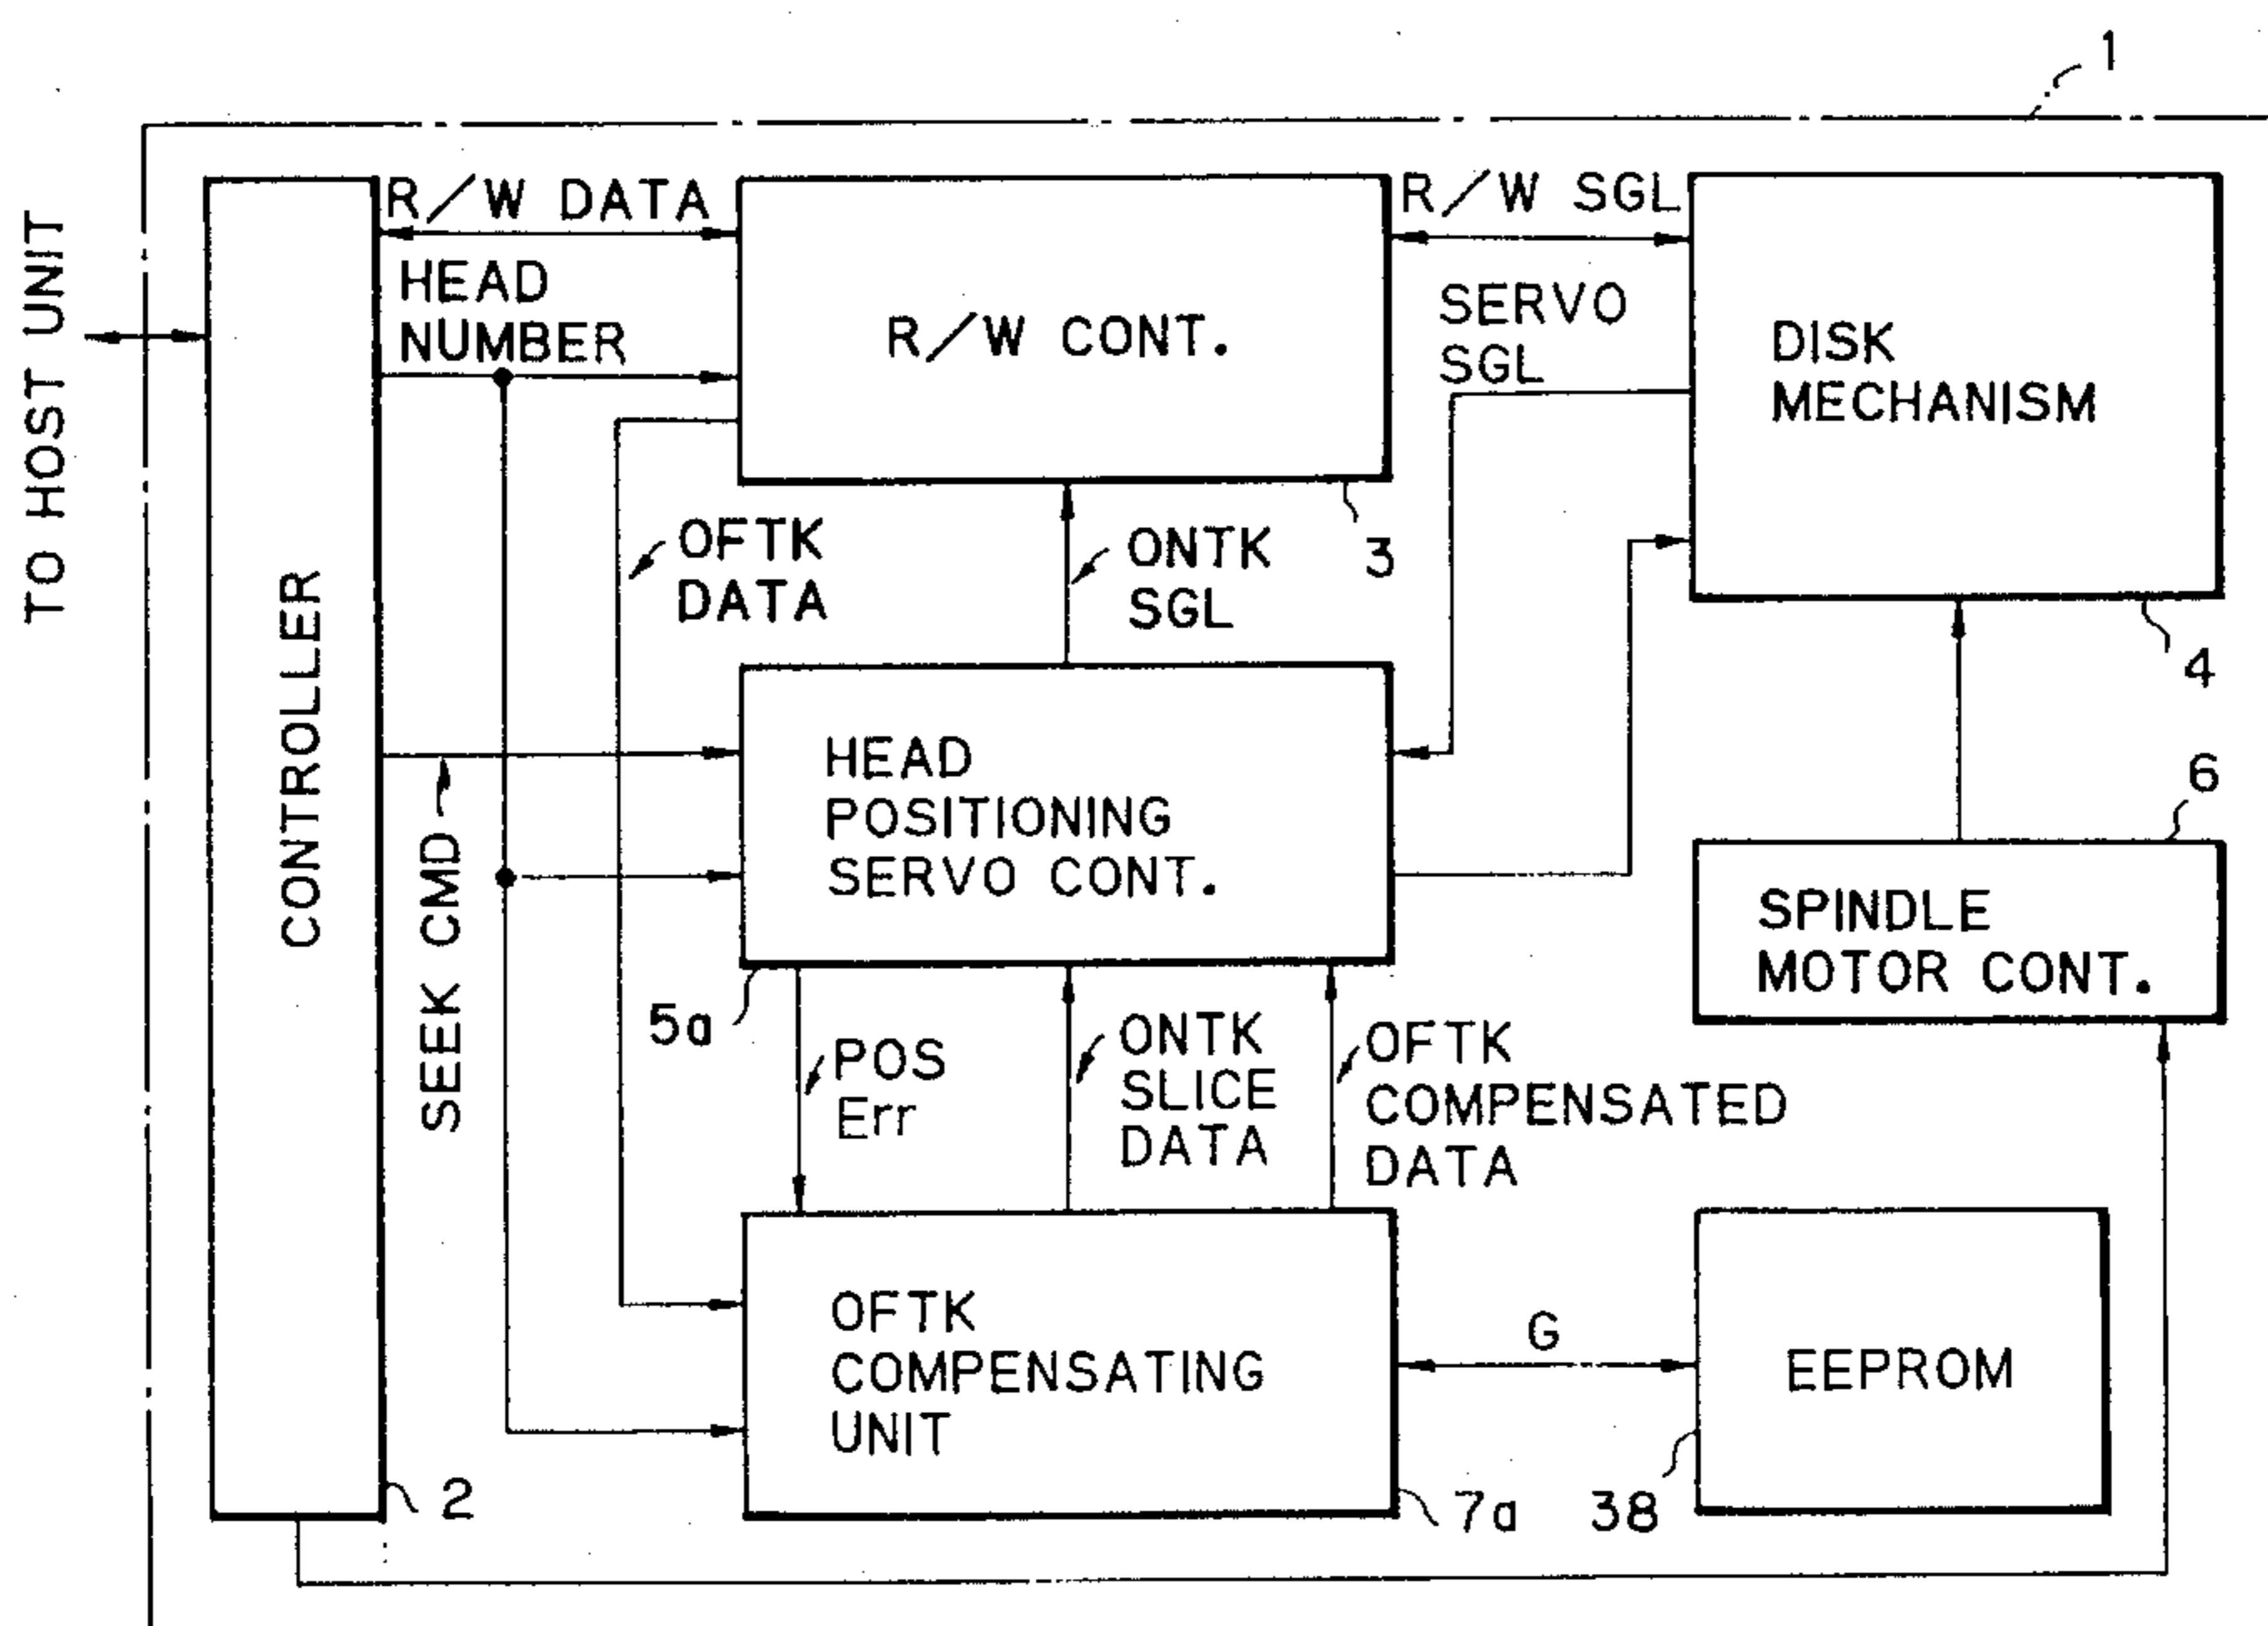 1
TO HOST UNIT
CONTROLLER
2
R/W DATA
HEAD
NUMBER
R/W CONT.
3
R/W SGL
SERVO
SGL
DISK
MECHANISM
4
OFTK
DATA
ONTK
SGL
SEEK CMD
HEAD
POSITIONING
SERVO CONT.
5a
6
SPINDLE
MOTOR CONT.
POS
Err
ONTK
SLICE
DATA
OFTK
COMPENSATED
DATA
OFTK
COMPENSATING
UNIT
7a
G
EEPROM
38